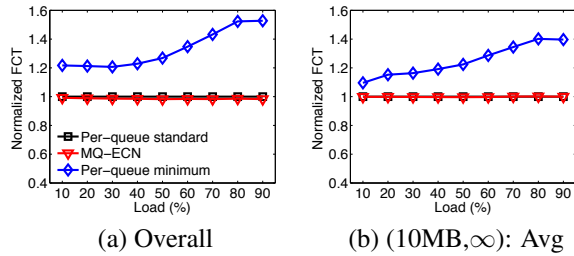 1.6
1.4
1.2
1
0.8
0.6
0.4
Normalized FCT
Per-queue standard
MQ-ECN
Per-queue minimum
10 20 30 40 50 60 70 80 90
Load (%)
(a) Overall
1.6
1.4
1.2
1
0.8
0.6
0.4
Normalized FCT
10 20 30 40 50 60 70 80 90
Load (%)
(b) (10MB,∞): Avg